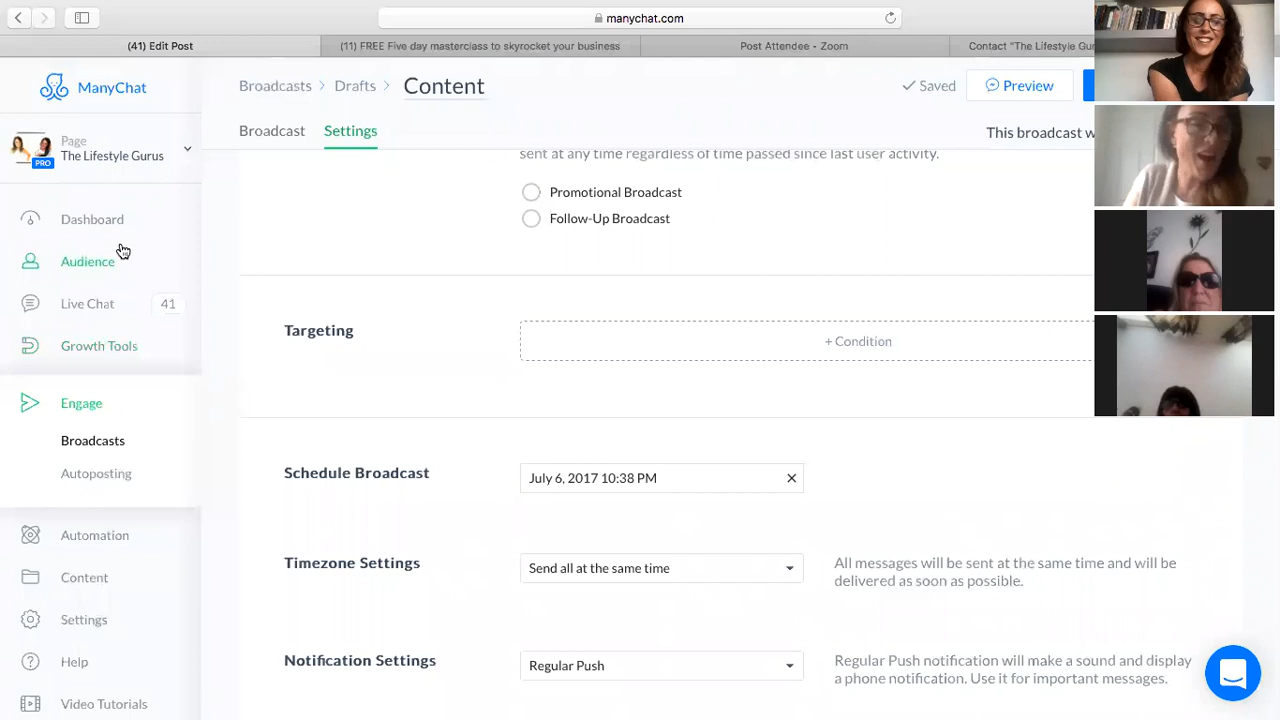 manychat.com
(41) Edit Post
(11) FREE Five day masterclass to skyrocket your business
Post Attendee - Zoom
Contact "The Lifestyle Gu
ManyChat
Broadcasts
Drafts
Content
Saved
Preview
Page
The Lifestyle Gurus
PRO
Broadcast
Settings
This broadcast w
sent at any time regardless of time passed since last user activity.
Promotional Broadcast
Follow-Up Broadcast
Dashboard
Audience
Live Chat
41
Growth Tools
Engage
Broadcasts
Autoposting
Automation
Content
Settings
Help
Video Tutorials
Targeting
+ Condition
Schedule Broadcast
July 6, 2017 10:38 PM
Timezone Settings
Send all at the same time
All messages will be sent at the same time and will be
delivered as soon as possible.
Notification Settings
Regular Push
Regular Push notification will make a sound and display
a phone notification. Use it for important messages.